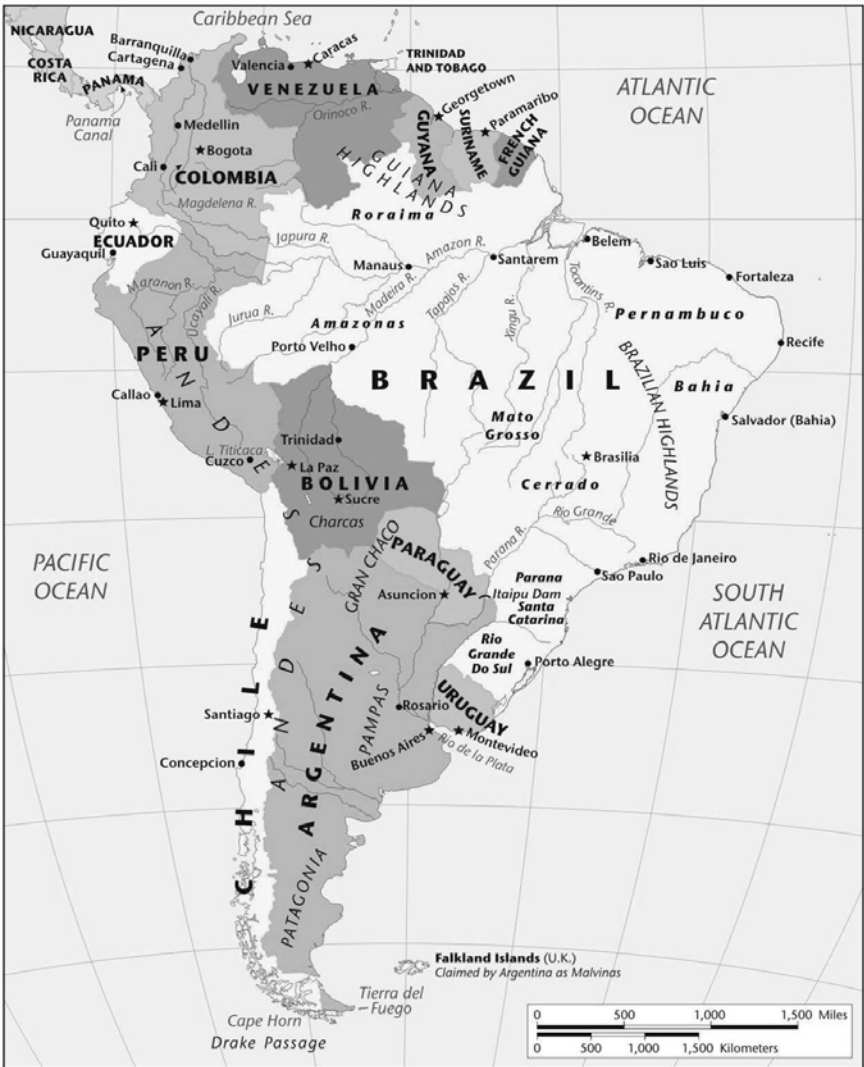 Caribbean Sea
NICARAGUA
COSTA
RICA
PANAMA
Panama
Canal
Barranquilla
Cartagena
Valencia
Caracas
TRINIDAD
AND TOBAGO
VENEZUELA
Orinoco R.
Georgetown
Paramaribo
ATLANTIC
OCEAN
Medellin
Bogota
Cali
COLOMBIA
GUYANA
SURINAME
FRENCH
GUIANA
GUIANA
HIGHLANDS
Magdelena R.
Roraima
Quito
ECUADOR
Guayaquil
Japura R.
Manaus
Amazon R.
Santarem
Belem
Sao Luis
Fortaleza
Maranon R.
Ucayali R.
Jurua R.
Madeira R.
Tapajos R.
Xingu R.
Tocantins R.
Amazonas
Pernambuco
Porto Velho
Recife
PERU
BRAZIL
BRAZILIAN HIGHLANDS
Bahia
Callao
Lima
ANDES
Mato
Grosso
Salvador (Bahia)
L. Titicaca
Cuzco
Trinidad
La Paz
BOLIVIA
Sucre
Charcas
Brasilia
Cerrado
Rio Grande
PACIFIC
OCEAN
GRAN CHACO
PARAGUAY
Parana R.
Rio de Janeiro
Sao Paulo
Asuncion
Parana
Itaipu Dam
Santa
Catarina
SOUTH
ATLANTIC
OCEAN
Rio
Grande
Do Sul
Porto Alegre
CHILE
ANDES
ARGENTINA
PAMPAS
Rosario
URUGUAY
Santiago
Buenos Aires
Montevideo
Rio de la Plata
Concepcion
PATAGONIA
Falkland Islands (U.K.)
Claimed by Argentina as Malvinas
Tierra del
Fuego
Cape Horn
Drake Passage
0 500 1,000 1,500 Miles
0 500 1,000 1,500 Kilometers